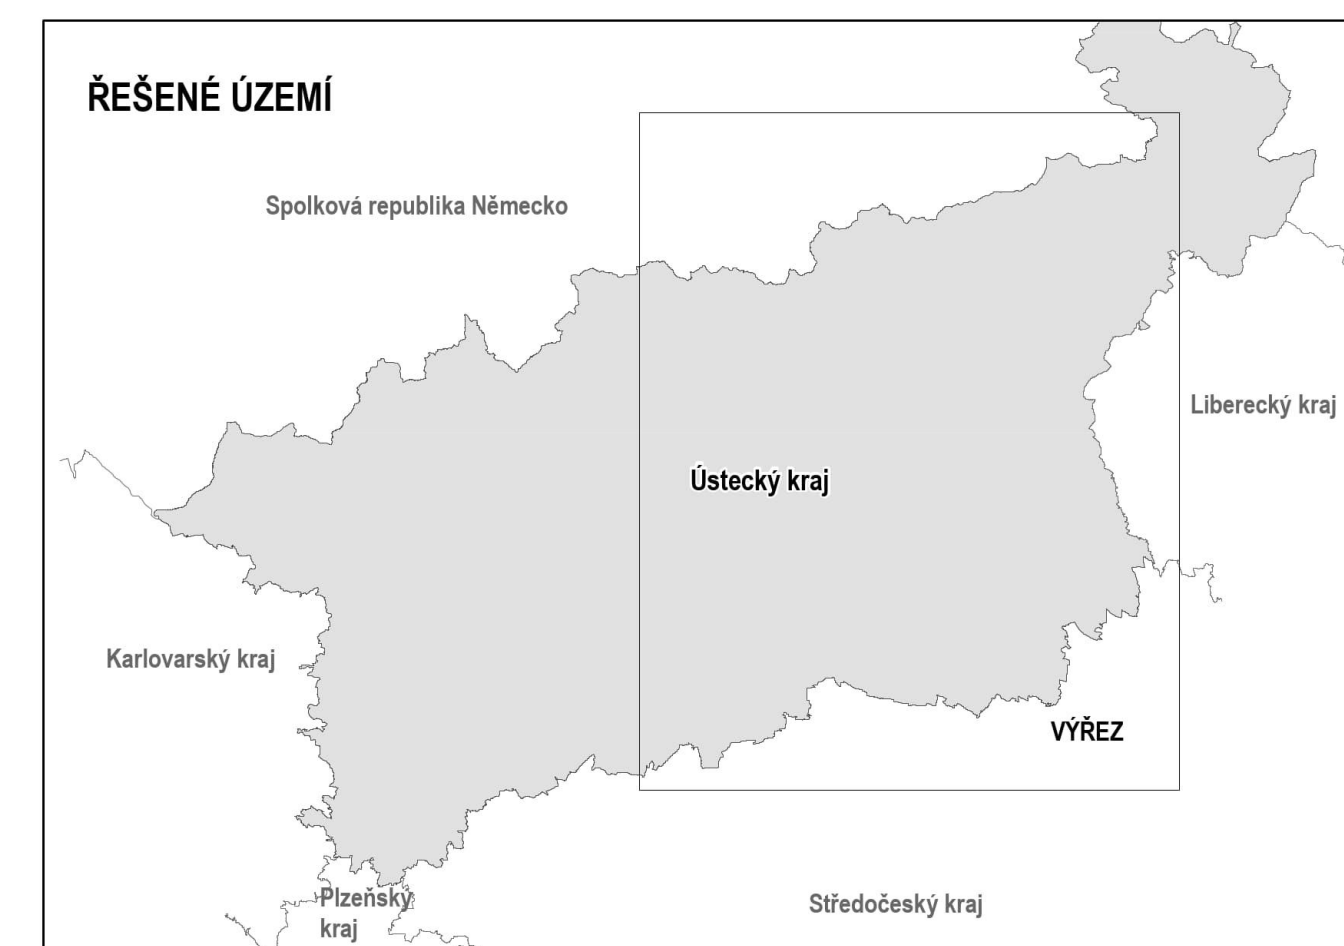 ŘEŠENÉ ÚZEMÍ
Spolková republika Německo
Liberecký kraj
Ústecký kraj
Karlovarský kraj
VÝŘEZ
Plzeňský
kraj
Středočeský kraj